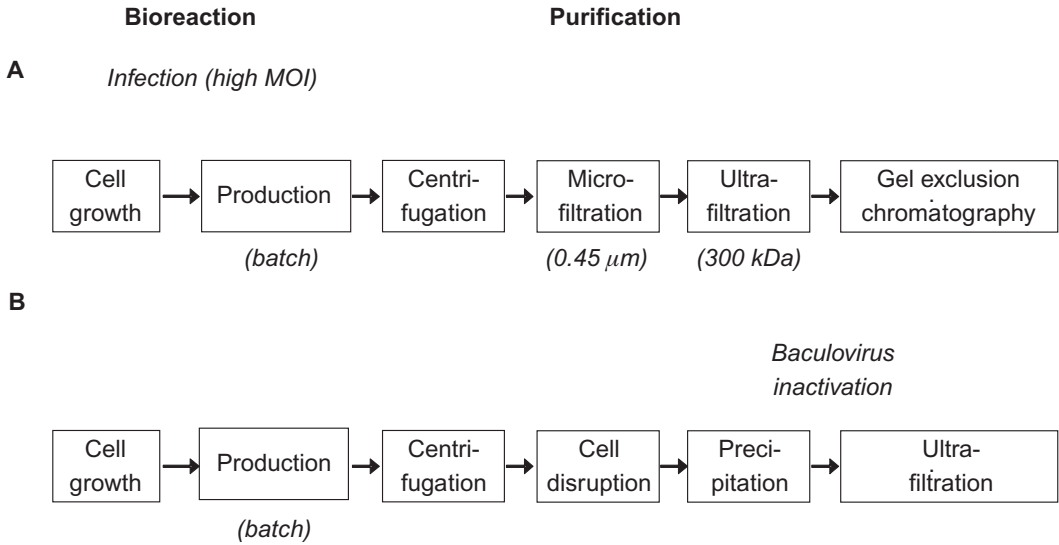 Bioreaction Purification
A
Infection (high MOI)
Cell
growth
Production
Centri-
fugation
Micro-
filtration
Ultra-
filtration
Gel exclusion
chromatography
(batch)
(0.45 μm)
(300 kDa)
B
Baculovirus
inactivation
Cell
growth
Production
Centri-
fugation
Cell
disruption
Preci-
pitation
Ultra-
filtration
(batch)